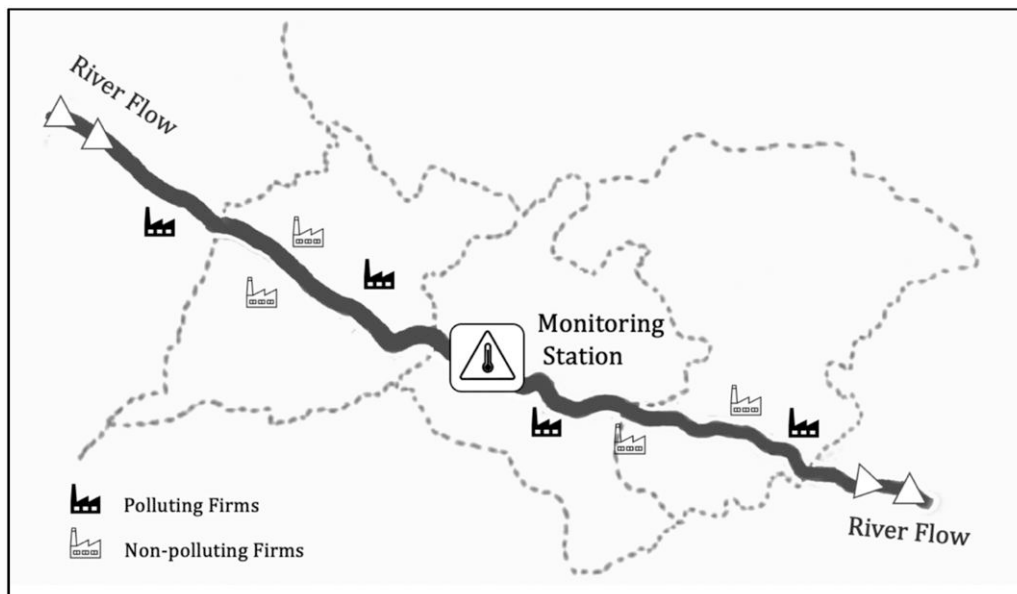 River Flow
Monitoring
Station
River Flow
Polluting Firms
Non-polluting Firms